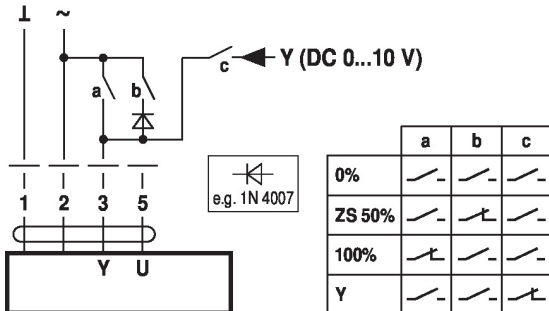 ⊥ ~
a b c Y (DC 0...10 V)
1 2 3 5
Y U
e.g. 1N 4007
a b c
0%
ZS 50%
100%
Y